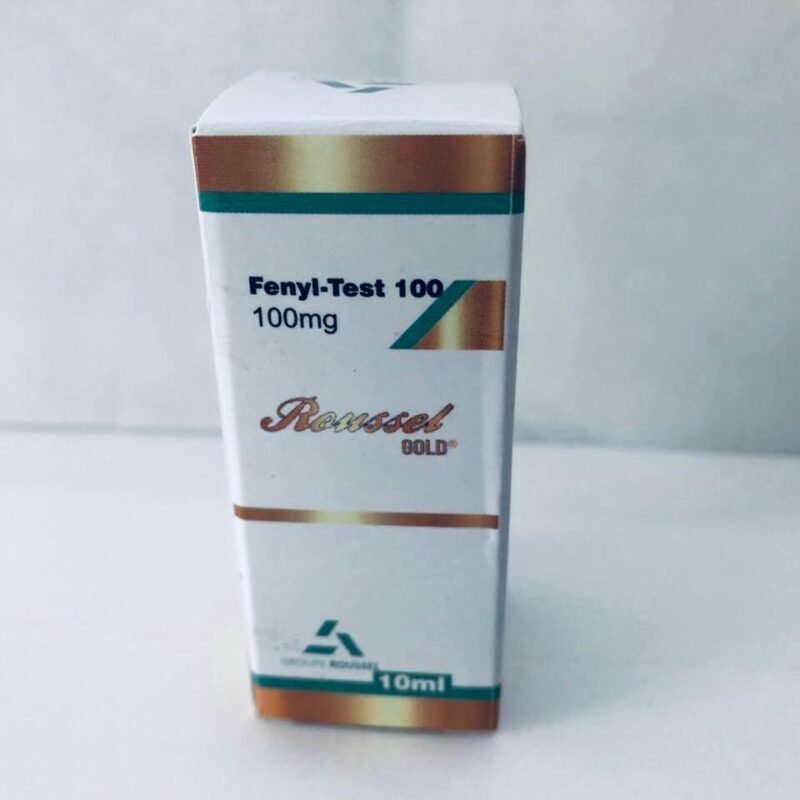 Fenyl-Test 100
100mg
Roussel
GOLD®
GROUPE ROUSSEL
10ml